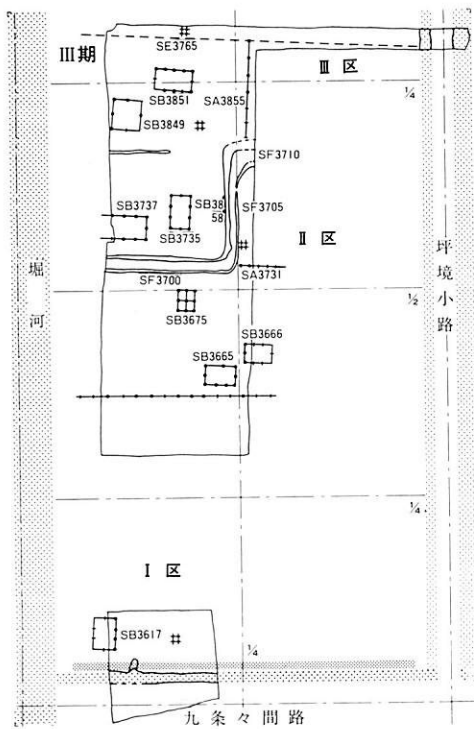 III期
SE3765
III 区
SB3851
SA3855
1/4
SB3849
SF3710
SB3737
SB3858
SF3705
SB3735
II 区
堀河
坪境小路
SF3700
SA3731
1/2
SB3675
SB3666
SB3665
1/4
I 区
SB3617
1/4
九条々間路